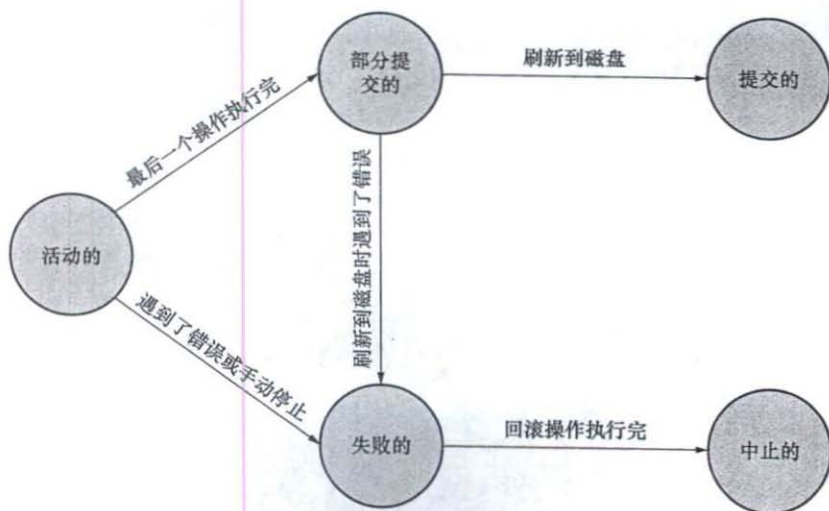 部分提
交的
刷新到磁盘
提交的
最后一个操作执行完
刷新到磁盘时遇到了错误
活动的
遇到了错误或手动停止
失败的
回滚操作执行完
中止的